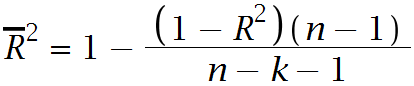 R̅² = 1 − (1 − R²)(n − 1) / n − k − 1